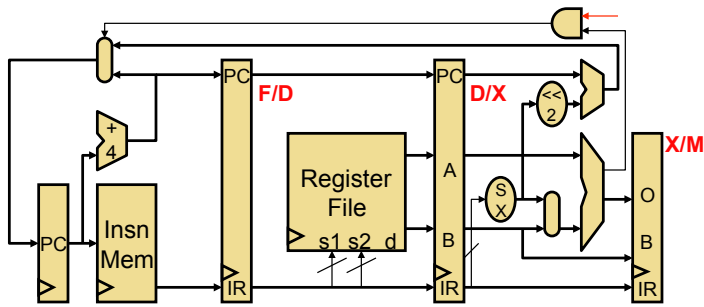 PC
F/D
PC
D/X
<<
2
X/M
+
4
Register
File
s1 s2 d
A
B
S
X
O
B
PC
Insn
Mem
IR
IR
IR